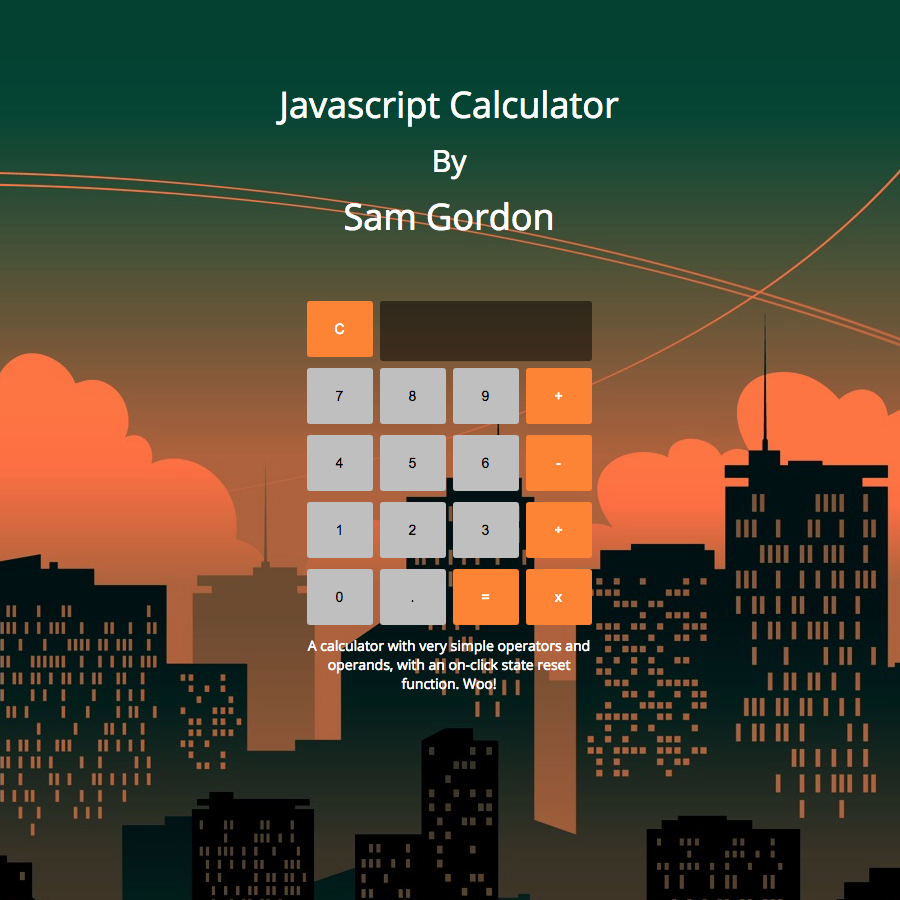 Javascript Calculator
By
Sam Gordon
C
7 8 9 +
4 5 6 -
1 2 3 +
0 . = x
A calculator with very simple operators and
operands, with an on-click state reset
function. Woo!